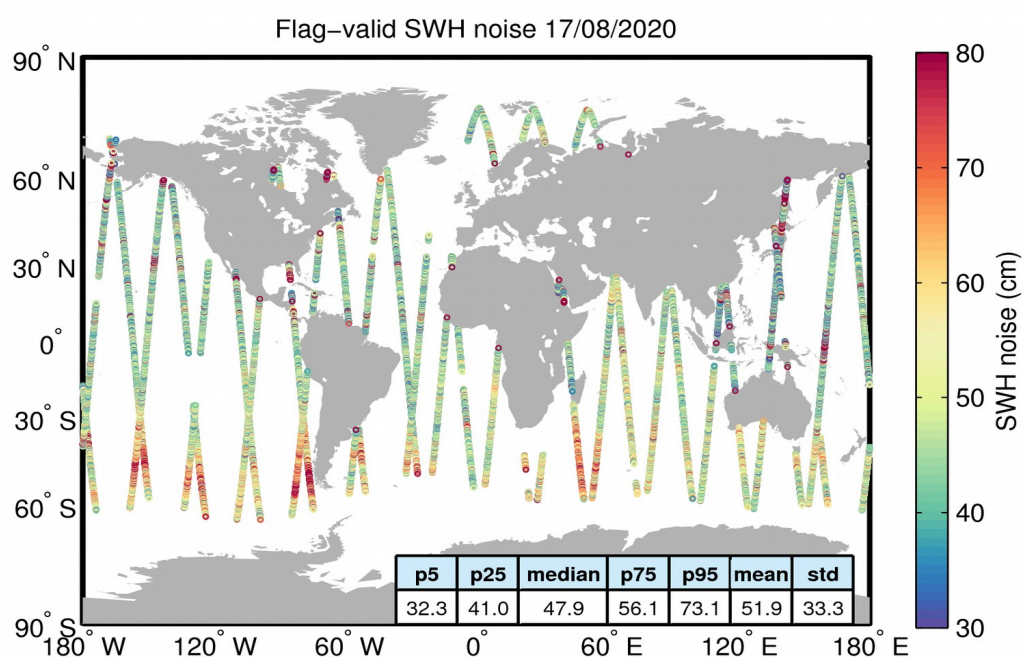 Flag−valid SWH noise 17/08/2020
90° N
60° N
30° N
0°
30° S
60° S
90° S
180° W
120° W
60° W
0°
60° E
120° E
180° E
80
70
60
50
40
30
SWH noise (cm)
p5 p25 median p75 p95 mean std
32.3 41.0 47.9 56.1 73.1 51.9 33.3